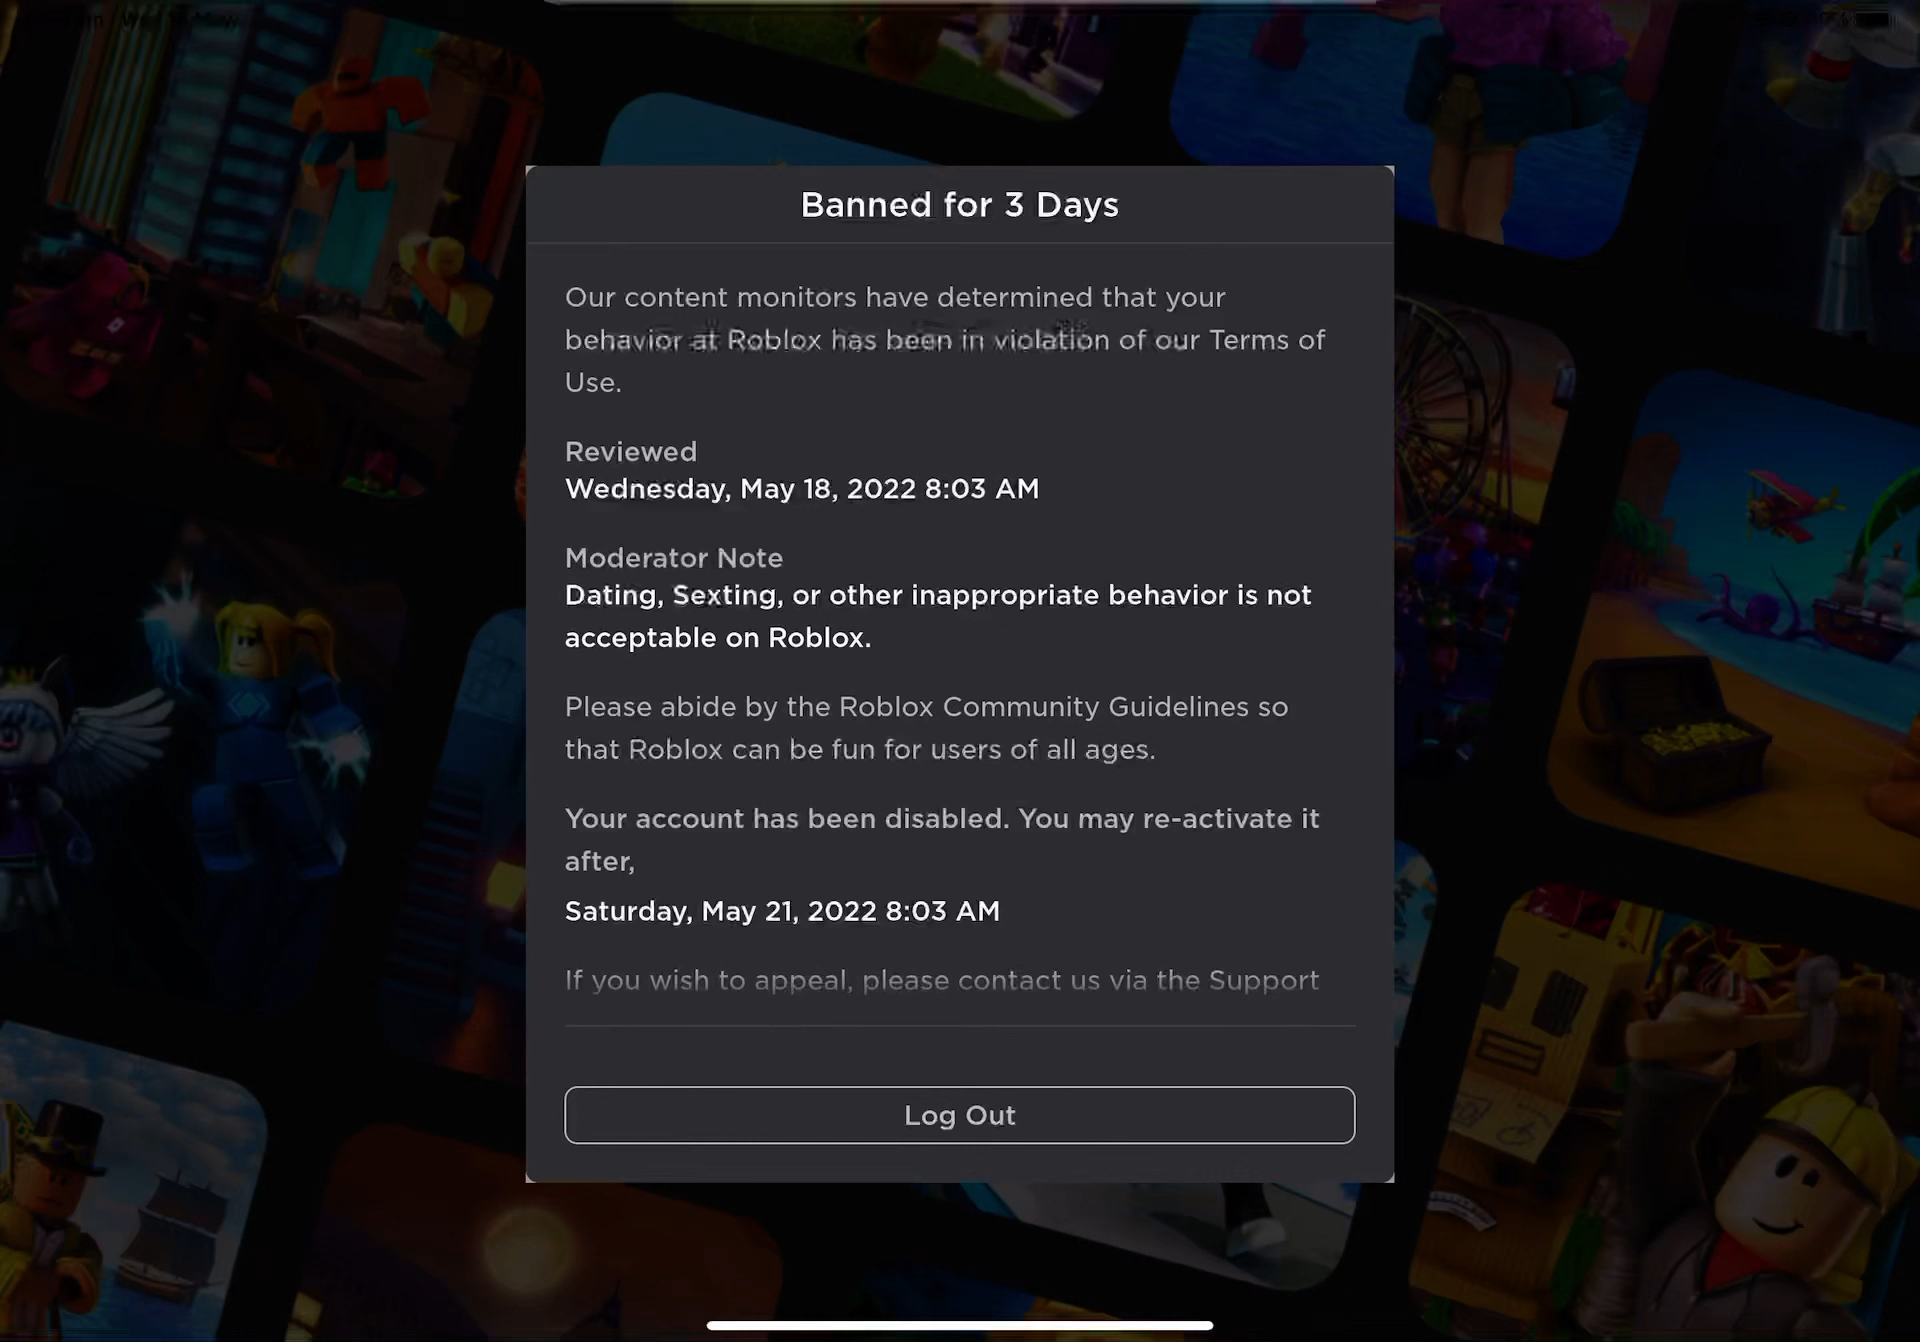 Banned for 3 Days
Our content monitors have determined that your
behavior at Roblox has been in violation of our Terms of
Use.
Reviewed
Wednesday, May 18, 2022 8:03 AM
Moderator Note
Dating, Sexting, or other inappropriate behavior is not
acceptable on Roblox.
Please abide by the Roblox Community Guidelines so
that Roblox can be fun for users of all ages.
Your account has been disabled. You may re-activate it
after,
Saturday, May 21, 2022 8:03 AM
If you wish to appeal, please contact us via the Support
Log Out